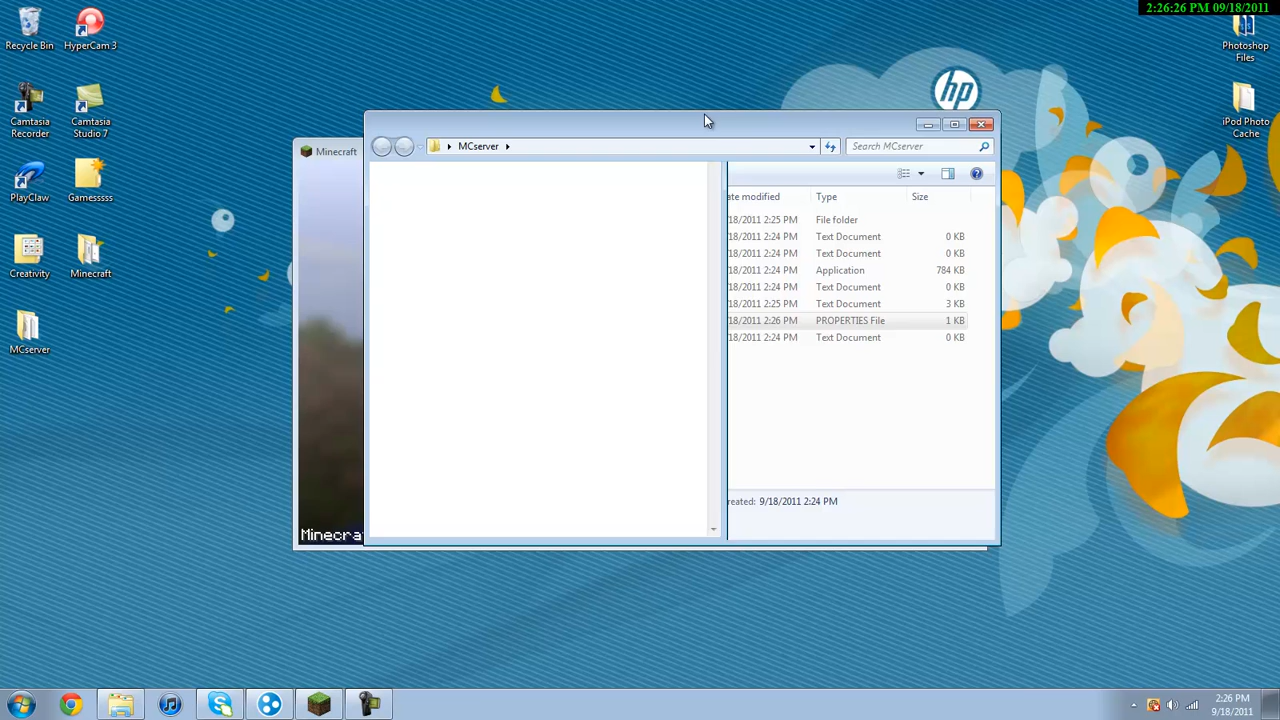 2:26:26 PM 09/18/2011
Recycle Bin
HyperCam 3
Photoshop
Files
Camtasia
Recorder
Camtasia
Studio 7
iPod Photo
Cache
hp
PlayClaw
Gamesssss
Creativity
Minecraft
MCserver
Minecraft
MCserver
Search MCserver
ate modified Type Size
/18/2011 2:25 PM File folder
/18/2011 2:24 PM Text Document 0 KB
/18/2011 2:24 PM Text Document 0 KB
/18/2011 2:24 PM Application 784 KB
/18/2011 2:24 PM Text Document 0 KB
/18/2011 2:25 PM Text Document 3 KB
/18/2011 2:26 PM PROPERTIES File 1 KB
/18/2011 2:24 PM Text Document 0 KB
reated: 9/18/2011 2:24 PM
Minecra
2:26 PM
9/18/2011